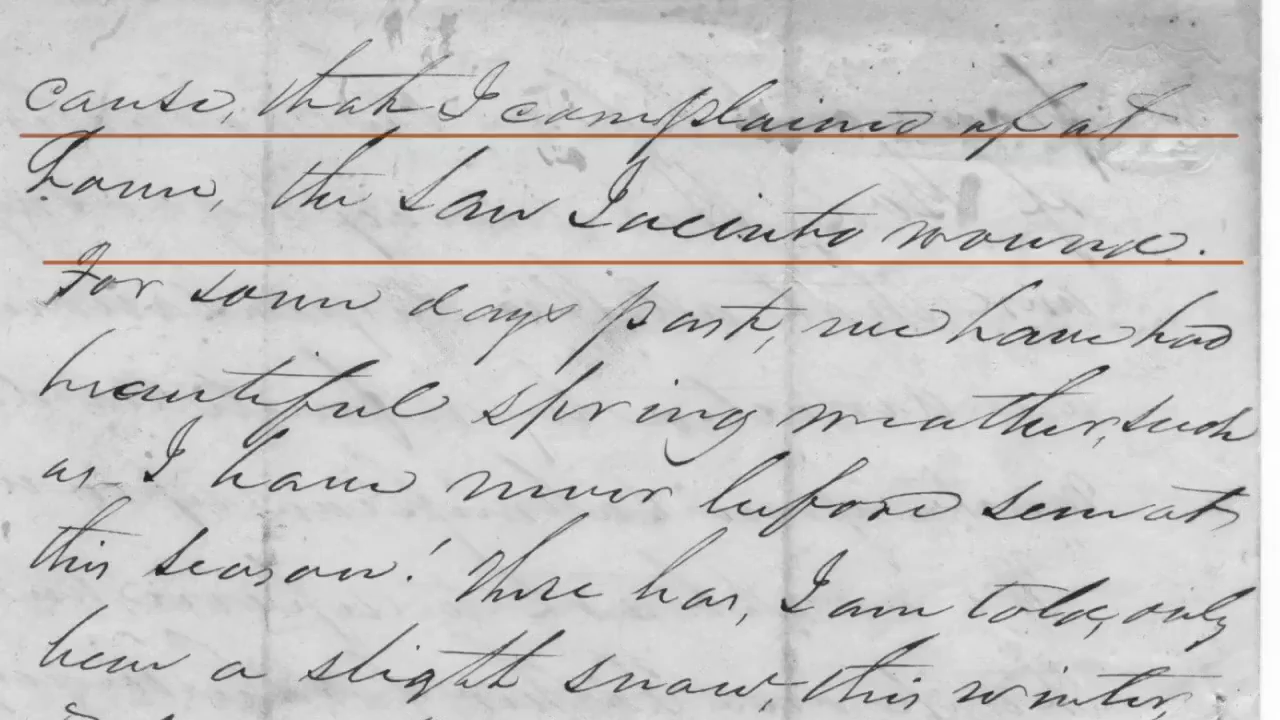 cause, that I complained of at
home, the San Jacinto wound.
For some days past, we have had
beautiful spring weather, such
as I have never before seen at
this season! There has, I am told, only
been a slight snow, this winter,